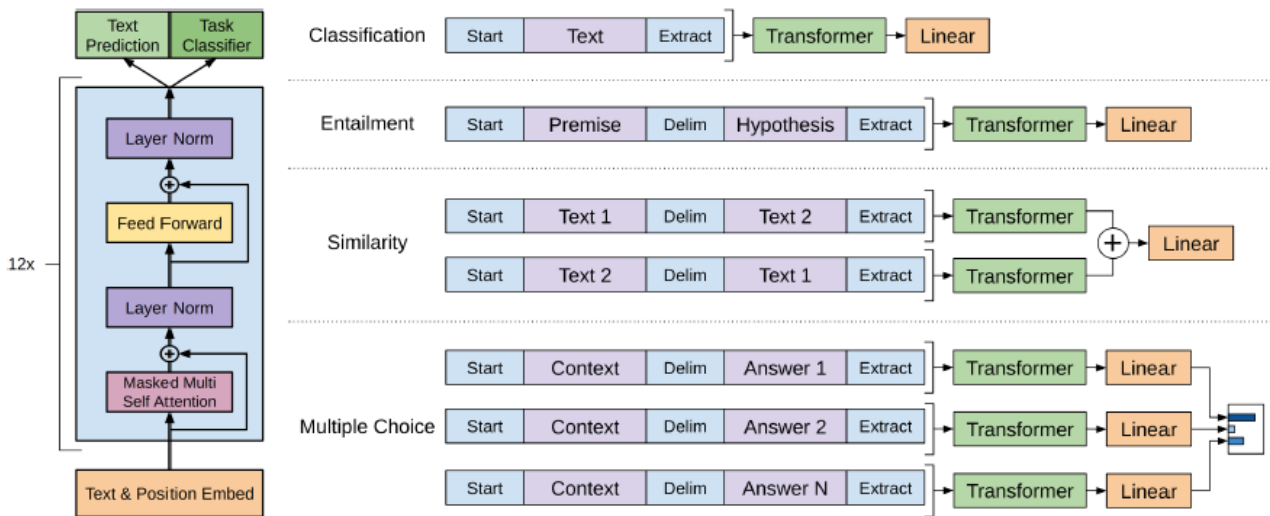 Text
Prediction
Task
Classifier
12x
Layer Norm
Feed Forward
Layer Norm
Masked Multi
Self Attention
Text & Position Embed
Classification Start Text Extract Transformer Linear
Entailment Start Premise Delim Hypothesis Extract Transformer Linear
Similarity
Start Text 1 Delim Text 2 Extract Transformer
Start Text 2 Delim Text 1 Extract Transformer
Linear
Multiple Choice
Start Context Delim Answer 1 Extract Transformer Linear
Start Context Delim Answer 2 Extract Transformer Linear
Start Context Delim Answer N Extract Transformer Linear